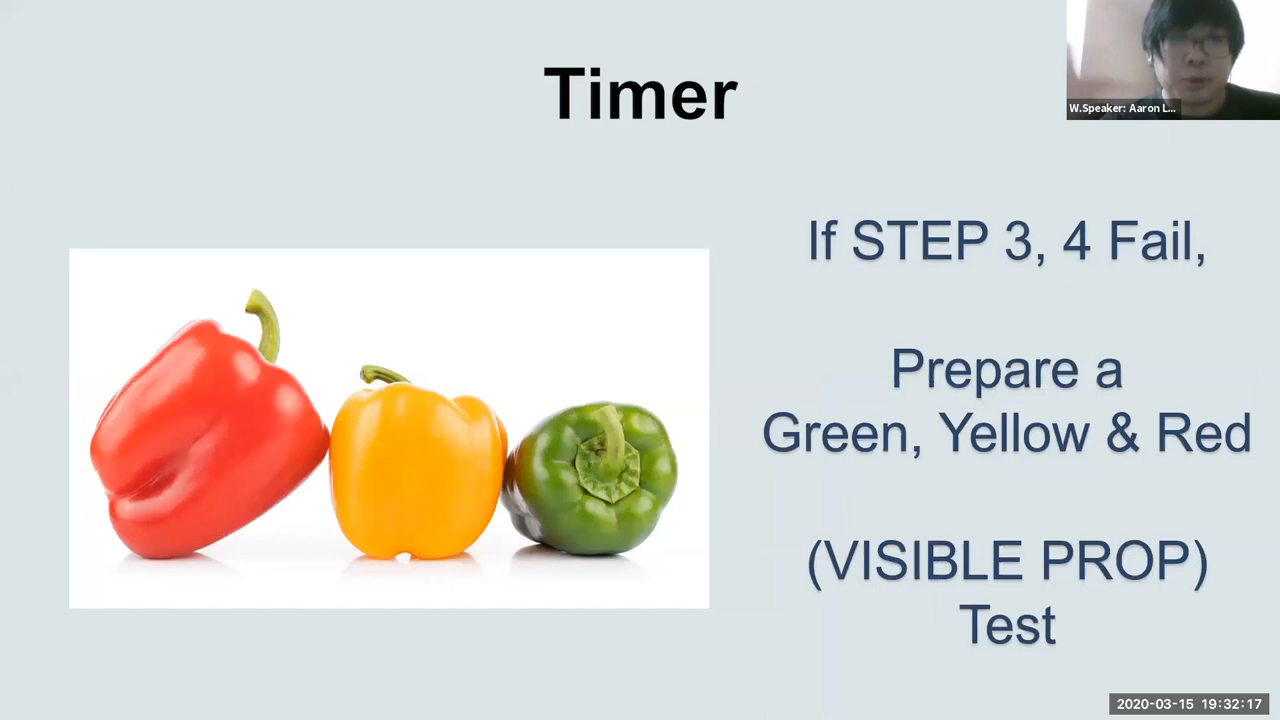 Timer
W.Speaker: Aaron L...
If STEP 3, 4 Fail,
Prepare a
Green, Yellow & Red
(VISIBLE PROP)
Test
2020-03-15 19:32:17